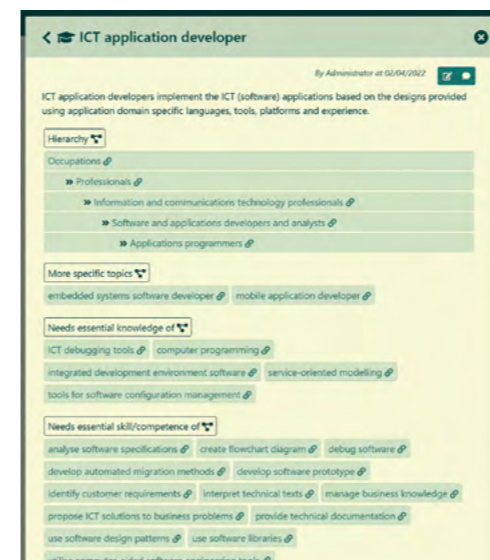 ICT application developer
By Administrator at 02/04/2022
ICT application developers implement the ICT (software) applications based on the designs provided
using application domain specific languages, tools, platforms and experience.
Hierarchy
Occupations
» Professionals
» Information and communications technology professionals
» Software and applications developers and analysts
» Applications programmers
More specific topics
embedded systems software developer mobile application developer
Needs essential knowledge of
ICT debugging tools computer programming
integrated development environment software service-oriented modelling
tools for software configuration management
Needs essential skill/competence of
analyse software specifications create flowchart diagram debug software
develop automated migration methods develop software prototype
identify customer requirements interpret technical texts manage business knowledge
propose ICT solutions to business problems provide technical documentation
use software design patterns use software libraries
utilise computer-aided software engineering tools